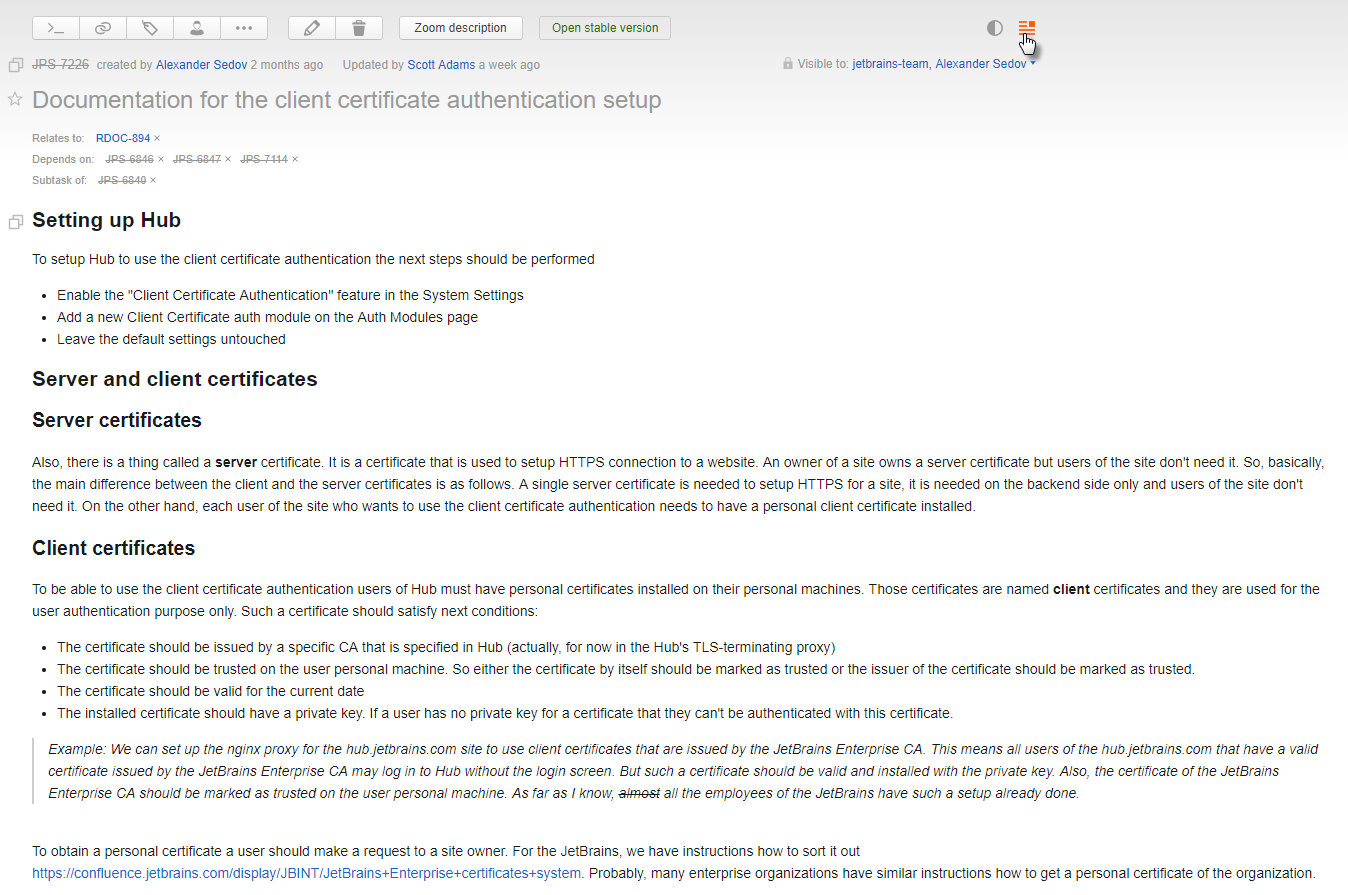 Zoom description Open stable version
JPS-7226 created by Alexander Sedov 2 months ago Updated by Scott Adams a week ago Visible to: jetbrains-team, Alexander Sedov
Documentation for the client certificate authentication setup
Relates to: RDOC-894 ×
Depends on: JPS-6846 × JPS-6847 × JPS-7114 ×
Subtask of: JPS-6840 ×
Setting up Hub
To setup Hub to use the client certificate authentication the next steps should be performed
• Enable the "Client Certificate Authentication" feature in the System Settings
• Add a new Client Certificate auth module on the Auth Modules page
• Leave the default settings untouched
Server and client certificates
Server certificates
Also, there is a thing called a server certificate. It is a certificate that is used to setup HTTPS connection to a website. An owner of a site owns a server certificate but users of the site don't need it. So, basically,
the main difference between the client and the server certificates is as follows. A single server certificate is needed to setup HTTPS for a site, it is needed on the backend side only and users of the site don't
need it. On the other hand, each user of the site who wants to use the client certificate authentication needs to have a personal client certificate installed.
Client certificates
To be able to use the client certificate authentication users of Hub must have personal certificates installed on their personal machines. Those certificates are named client certificates and they are used for the
user authentication purpose only. Such a certificate should satisfy next conditions:
• The certificate should be issued by a specific CA that is specified in Hub (actually, for now in the Hub's TLS-terminating proxy)
• The certificate should be trusted on the user personal machine. So either the certificate by itself should be marked as trusted or the issuer of the certificate should be marked as trusted.
• The certificate should be valid for the current date
• The installed certificate should have a private key. If a user has no private key for a certificate that they can't be authenticated with this certificate.
Example: We can set up the nginx proxy for the hub.jetbrains.com site to use client certificates that are issued by the JetBrains Enterprise CA. This means all users of the hub.jetbrains.com that have a valid
certificate issued by the JetBrains Enterprise CA may log in to Hub without the login screen. But such a certificate should be valid and installed with the private key. Also, the certificate of the JetBrains
Enterprise CA should be marked as trusted on the user personal machine. As far as I know, almost all the employees of the JetBrains have such a setup already done.
To obtain a personal certificate a user should make a request to a site owner. For the JetBrains, we have instructions how to sort it out
https://confluence.jetbrains.com/display/JBINT/JetBrains+Enterprise+certificates+system. Probably, many enterprise organizations have similar instructions how to get a personal certificate of the organization.